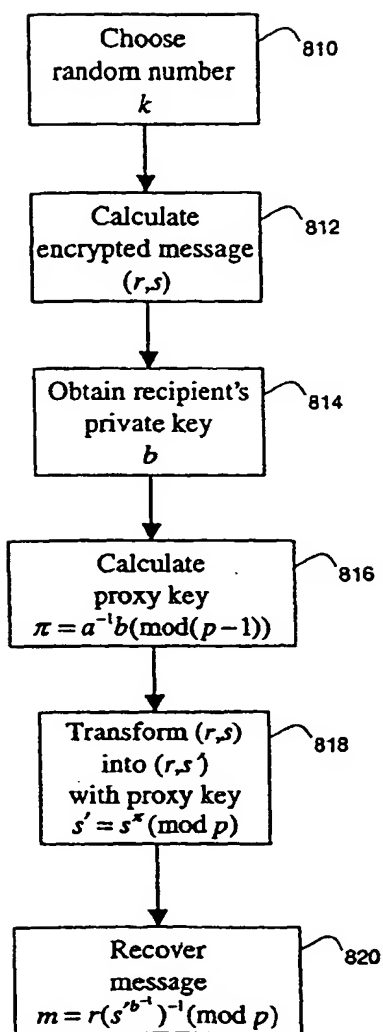 Choose
random number
k
810
Calculate
encrypted message
(r,s)
812
Obtain recipient's
private key
b
814
Calculate
proxy key
π = a⁻¹b(mod(p−1))
816
Transform (r,s)
into (r,s′)
with proxy key
s′ = s^π (mod p)
818
Recover
message
m = r(s′^b⁻¹)⁻¹(mod p)
820